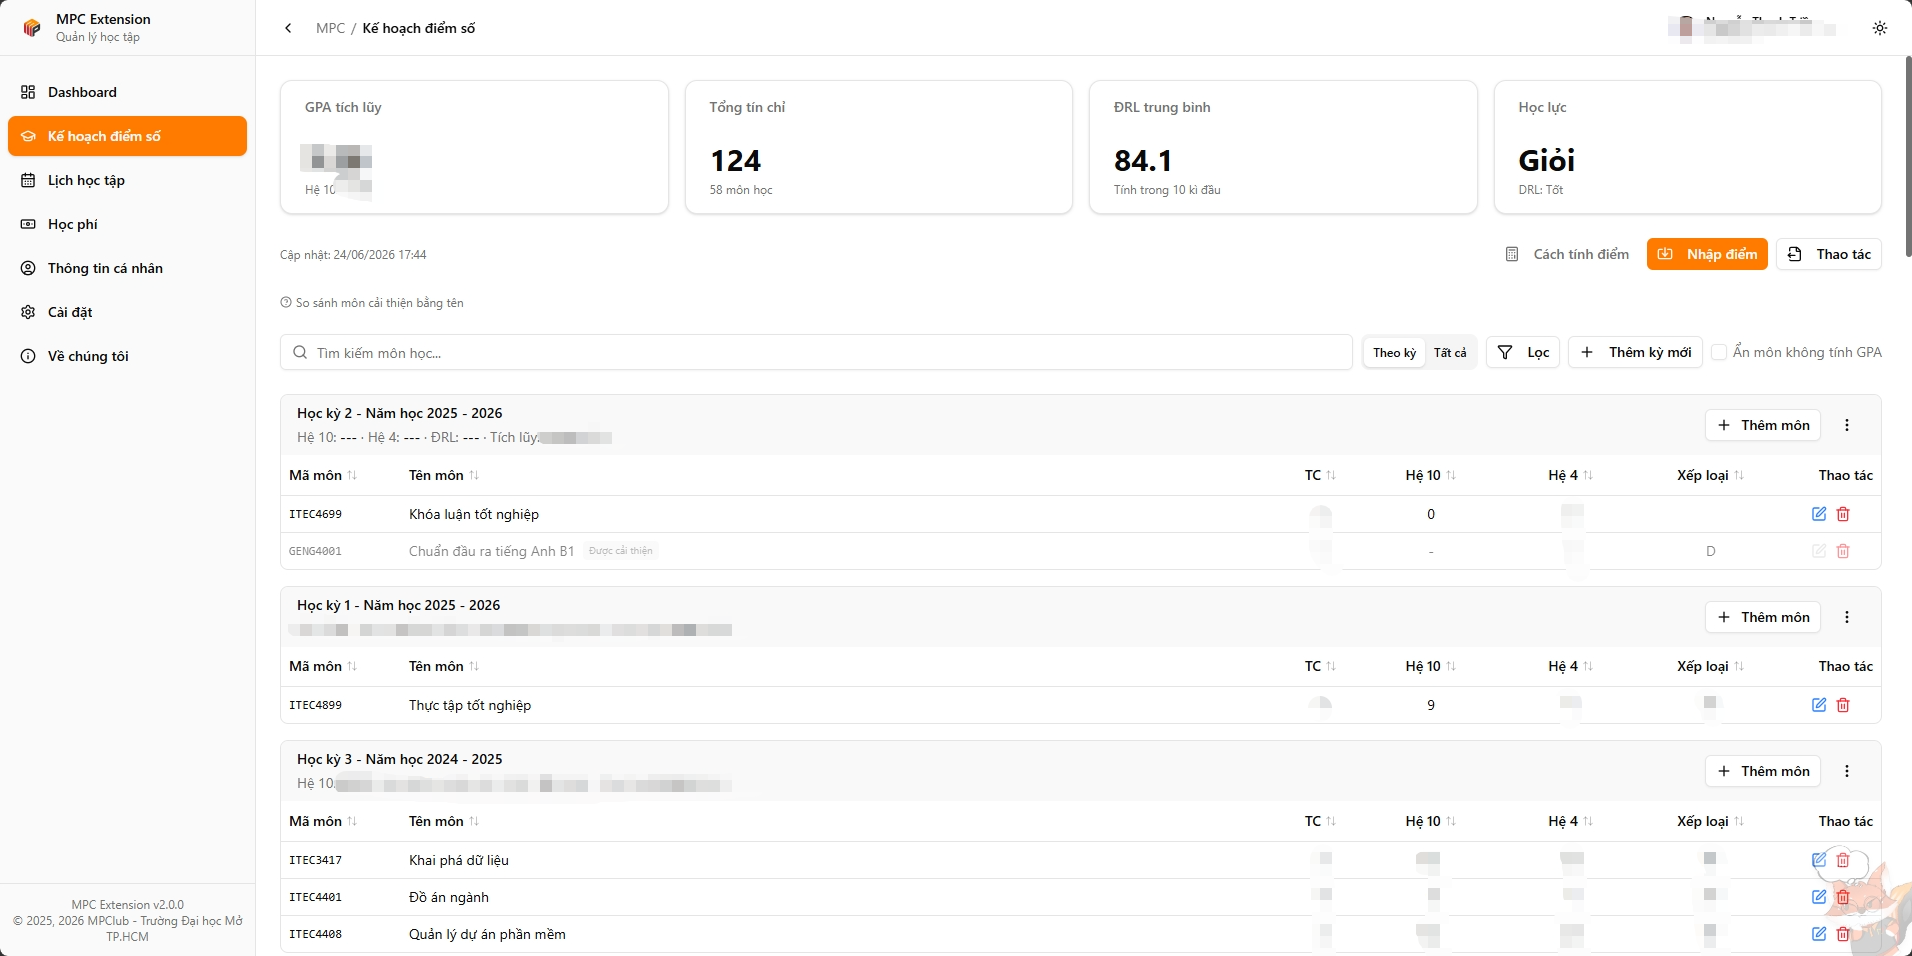 MPC Extension
Quản lý học tập
MPC / Kế hoạch điểm số
Dashboard
Kế hoạch điểm số
Lịch học tập
Học phí
Thông tin cá nhân
Cài đặt
Về chúng tôi
MPC Extension v2.0.0
© 2025, 2026 MPClub - Trường Đại học Mở
TP.HCM
GPA tích lũy
Hệ 10
Tổng tín chỉ
124
58 môn học
ĐRL trung bình
84.1
Tính trong 10 kì đầu
Học lực
Giỏi
DRL: Tốt
Cập nhật: 24/06/2026 17:44
Cách tính điểm
Nhập điểm
Thao tác
So sánh môn cải thiện bằng tên
Tìm kiếm môn học...
Theo kỳ Tất cả
Lọc
Thêm kỳ mới
Ẩn môn không tính GPA
Học kỳ 2 - Năm học 2025 - 2026
Hệ 10: --- · Hệ 4: --- · ĐRL: --- · Tích lũy:
Thêm môn
Mã môn Tên môn TC Hệ 10 Hệ 4 Xếp loại Thao tác
ITEC4699 Khóa luận tốt nghiệp 0
GENG4001 Chuẩn đầu ra tiếng Anh B1 Được cải thiện - D
Học kỳ 1 - Năm học 2025 - 2026
Thêm môn
Mã môn Tên môn TC Hệ 10 Hệ 4 Xếp loại Thao tác
ITEC4899 Thực tập tốt nghiệp 9
Học kỳ 3 - Năm học 2024 - 2025
Hệ 10:
Thêm môn
Mã môn Tên môn TC Hệ 10 Hệ 4 Xếp loại Thao tác
ITEC3417 Khai phá dữ liệu
ITEC4401 Đồ án ngành
ITEC4408 Quản lý dự án phần mềm